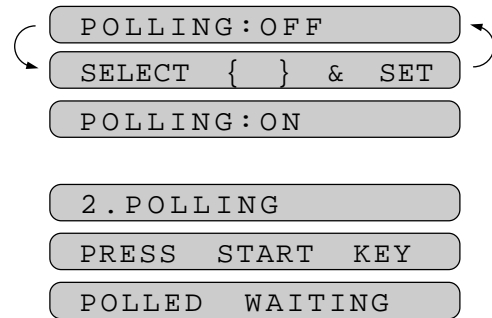 POLLING:OFF
SELECT { } & SET
POLLING:ON
2.POLLING
PRESS START KEY
POLLED WAITING